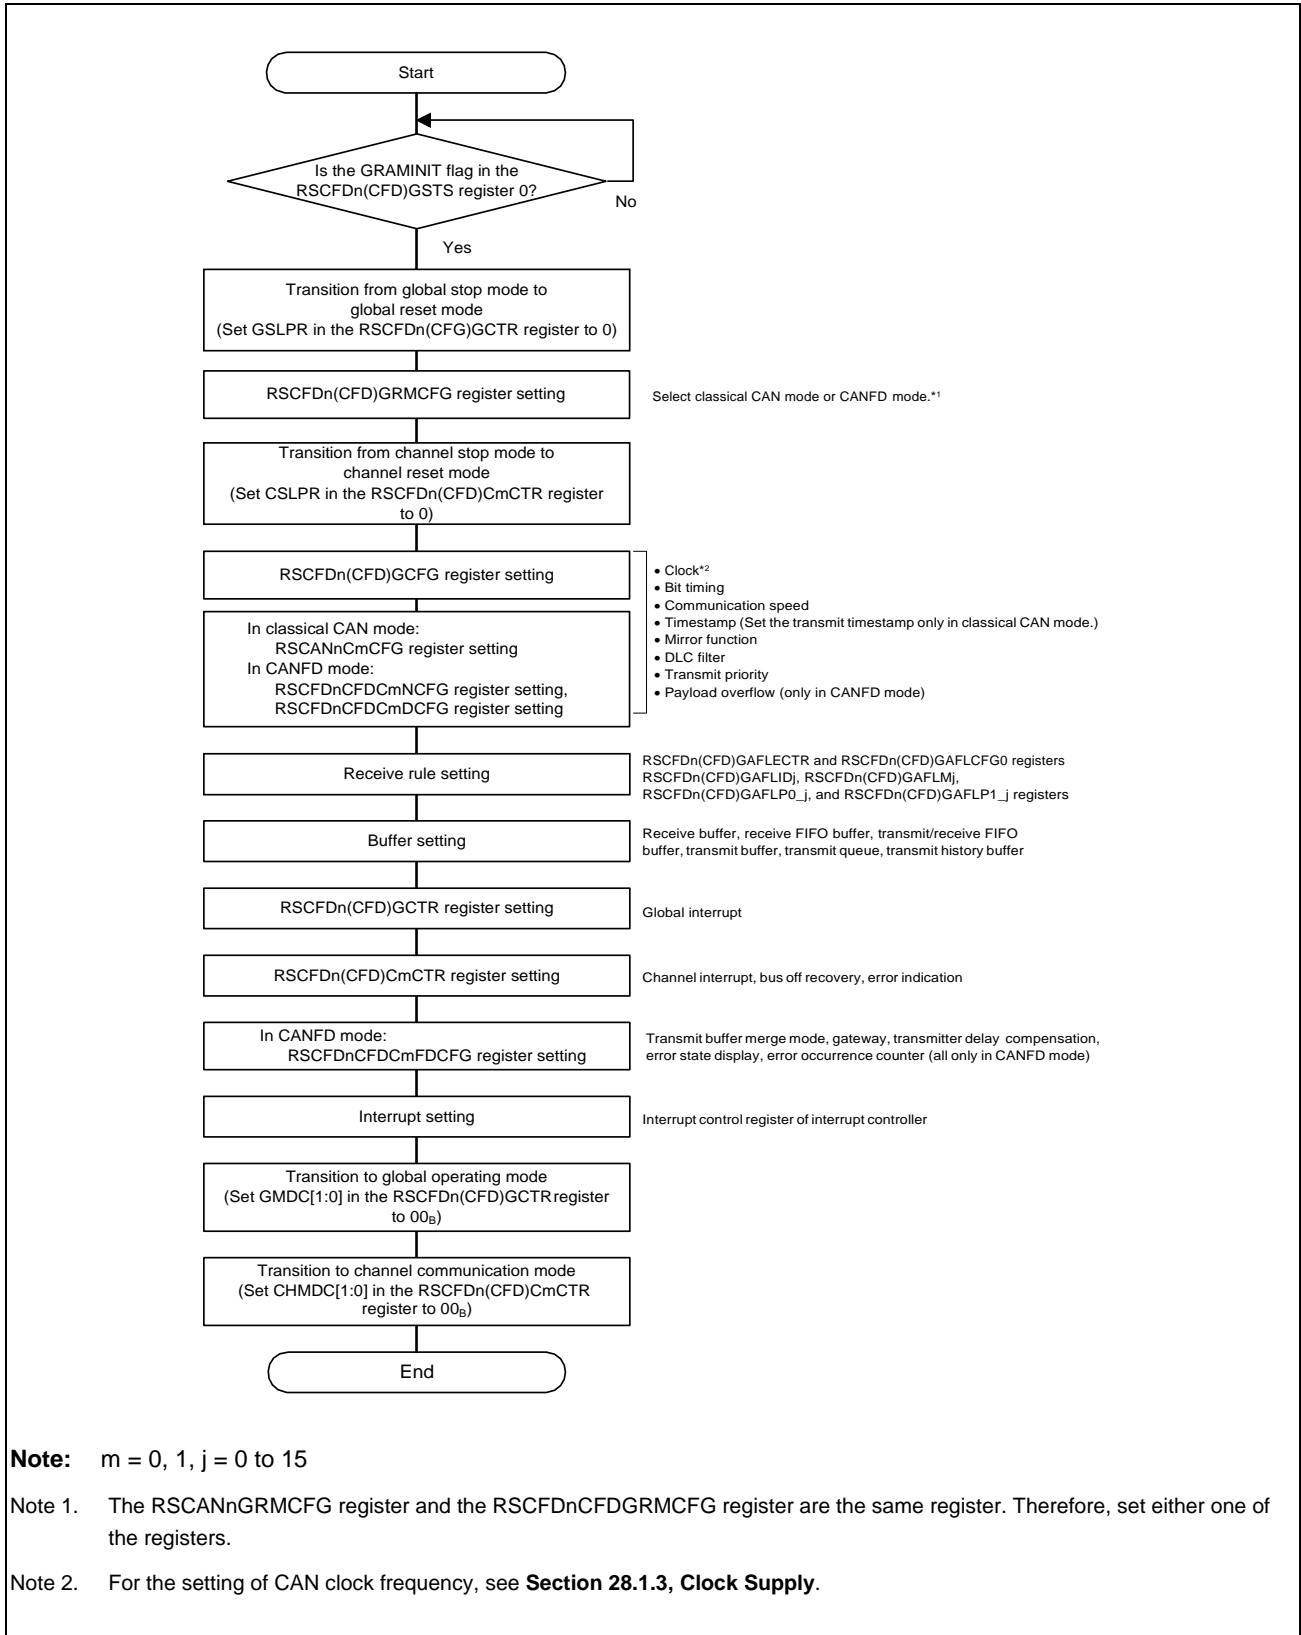 Start
Is the GRAMINIT flag in the
RSCFDn(CFD)GSTS register 0?
No
Yes
Transition from global stop mode to
global reset mode
(Set GSLPR in the RSCFDn(CFG)GCTR register to 0)
RSCFDn(CFD)GRMCFG register setting
Select classical CAN mode or CANFD mode.*1
Transition from channel stop mode to
channel reset mode
(Set CSLPR in the RSCFDn(CFD)CmCTR register
to 0)
RSCFDn(CFD)GCFG register setting
In classical CAN mode:
RSCANnCmCFG register setting
In CANFD mode:
RSCFDnCFDCmNCFG register setting,
RSCFDnCFDCmDCFG register setting
• Clock*2
• Bit timing
• Communication speed
• Timestamp (Set the transmit timestamp only in classical CAN mode.)
• Mirror function
• DLC filter
• Transmit priority
• Payload overflow (only in CANFD mode)
Receive rule setting
RSCFDn(CFD)GAFLECTR and RSCFDn(CFD)GAFLCFG0 registers
RSCFDn(CFD)GAFLIDj, RSCFDn(CFD)GAFLMj,
RSCFDn(CFD)GAFLP0_j, and RSCFDn(CFD)GAFLP1_j registers
Buffer setting
Receive buffer, receive FIFO buffer, transmit/receive FIFO
buffer, transmit buffer, transmit queue, transmit history buffer
RSCFDn(CFD)GCTR register setting
Global interrupt
RSCFDn(CFD)CmCTR register setting
Channel interrupt, bus off recovery, error indication
In CANFD mode:
RSCFDnCFDCmFDCFG register setting
Transmit buffer merge mode, gateway, transmitter delay compensation,
error state display, error occurrence counter (all only in CANFD mode)
Interrupt setting
Interrupt control register of interrupt controller
Transition to global operating mode
(Set GMDC[1:0] in the RSCFDn(CFD)GCTR register
to 00B)
Transition to channel communication mode
(Set CHMDC[1:0] in the RSCFDn(CFD)CmCTR
register to 00B)
End
Note: m = 0, 1, j = 0 to 15
Note 1. The RSCANnGRMCFG register and the RSCFDnCFDGRMCFG register are the same register. Therefore, set either one of
the registers.
Note 2. For the setting of CAN clock frequency, see Section 28.1.3, Clock Supply.